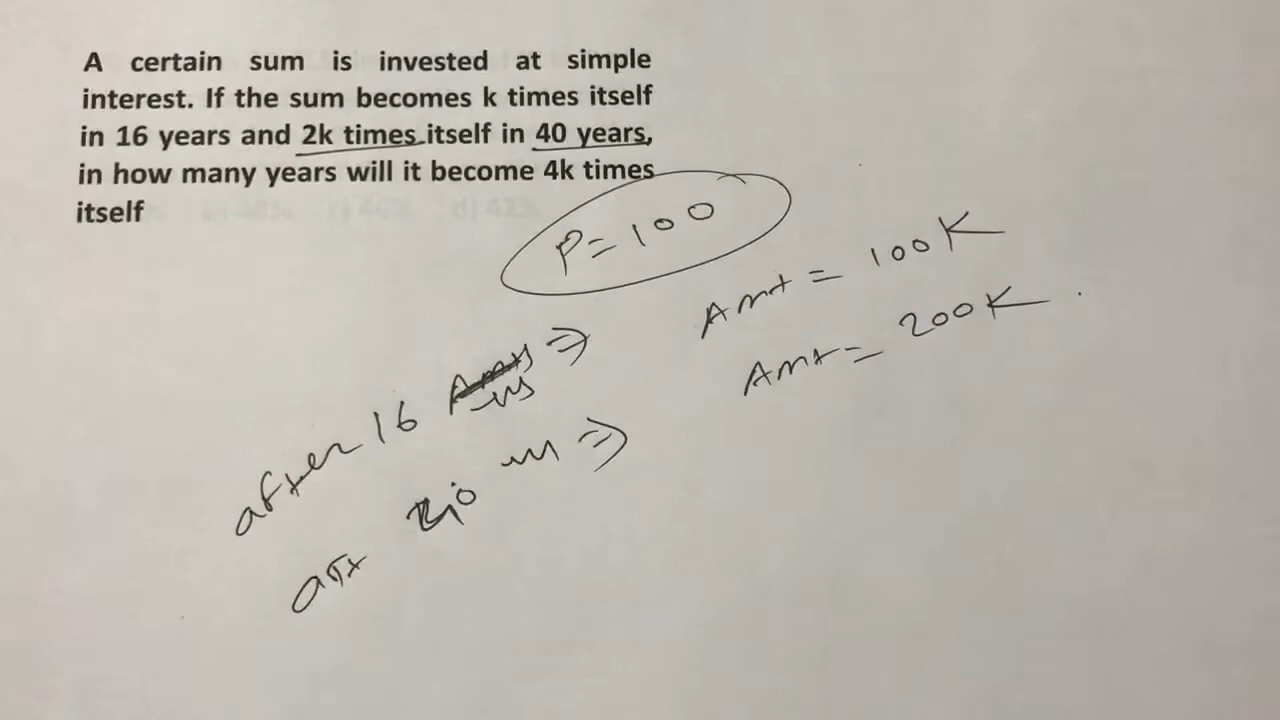 A certain sum is invested at simple
interest. If the sum becomes k times itself
in 16 years and 2k times itself in 40 years,
in how many years will it become 4k times
itself
P = 100
after 16 ⇒ Amt = 100K
40 ⇒ Amt = 200K